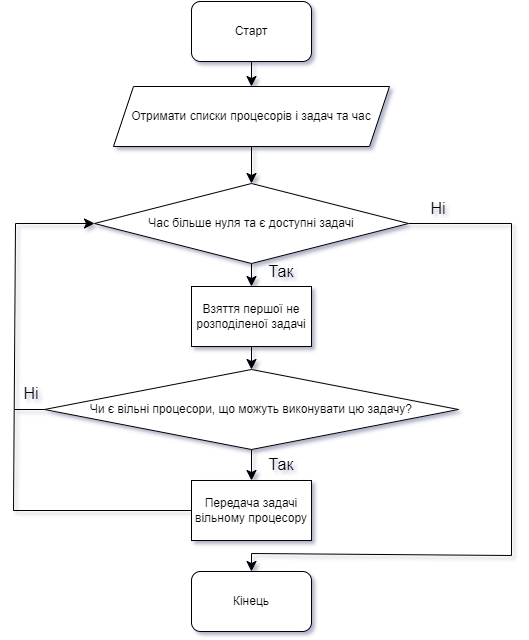 Старт
Отримати списки процесорів і задач та час
Час більше нуля та є доступні задачі
Ні
Так
Взяття першої не
розподіленої задачі
Ні
Чи є вільні процесори, що можуть виконувати цю задачу?
Так
Передача задачі
вільному процесору
Кінець